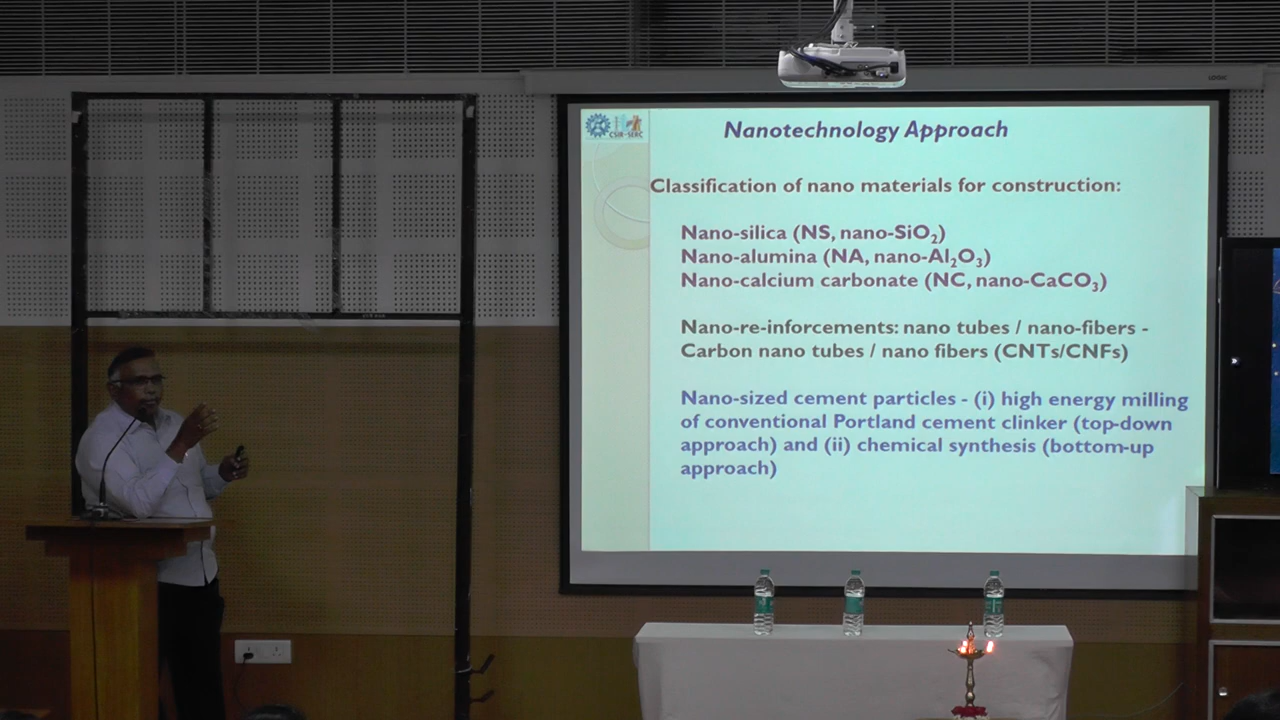 LOGIC
CSIR-SERC
Nanotechnology Approach
Classification of nano materials for construction:
Nano-silica (NS, nano-SiO₂)
Nano-alumina (NA, nano-Al₂O₃)
Nano-calcium carbonate (NC, nano-CaCO₃)
Nano-re-inforcements: nano tubes / nano-fibers -
Carbon nano tubes / nano fibers (CNTs/CNFs)
Nano-sized cement particles - (i) high energy milling
of conventional Portland cement clinker (top-down
approach) and (ii) chemical synthesis (bottom-up
approach)